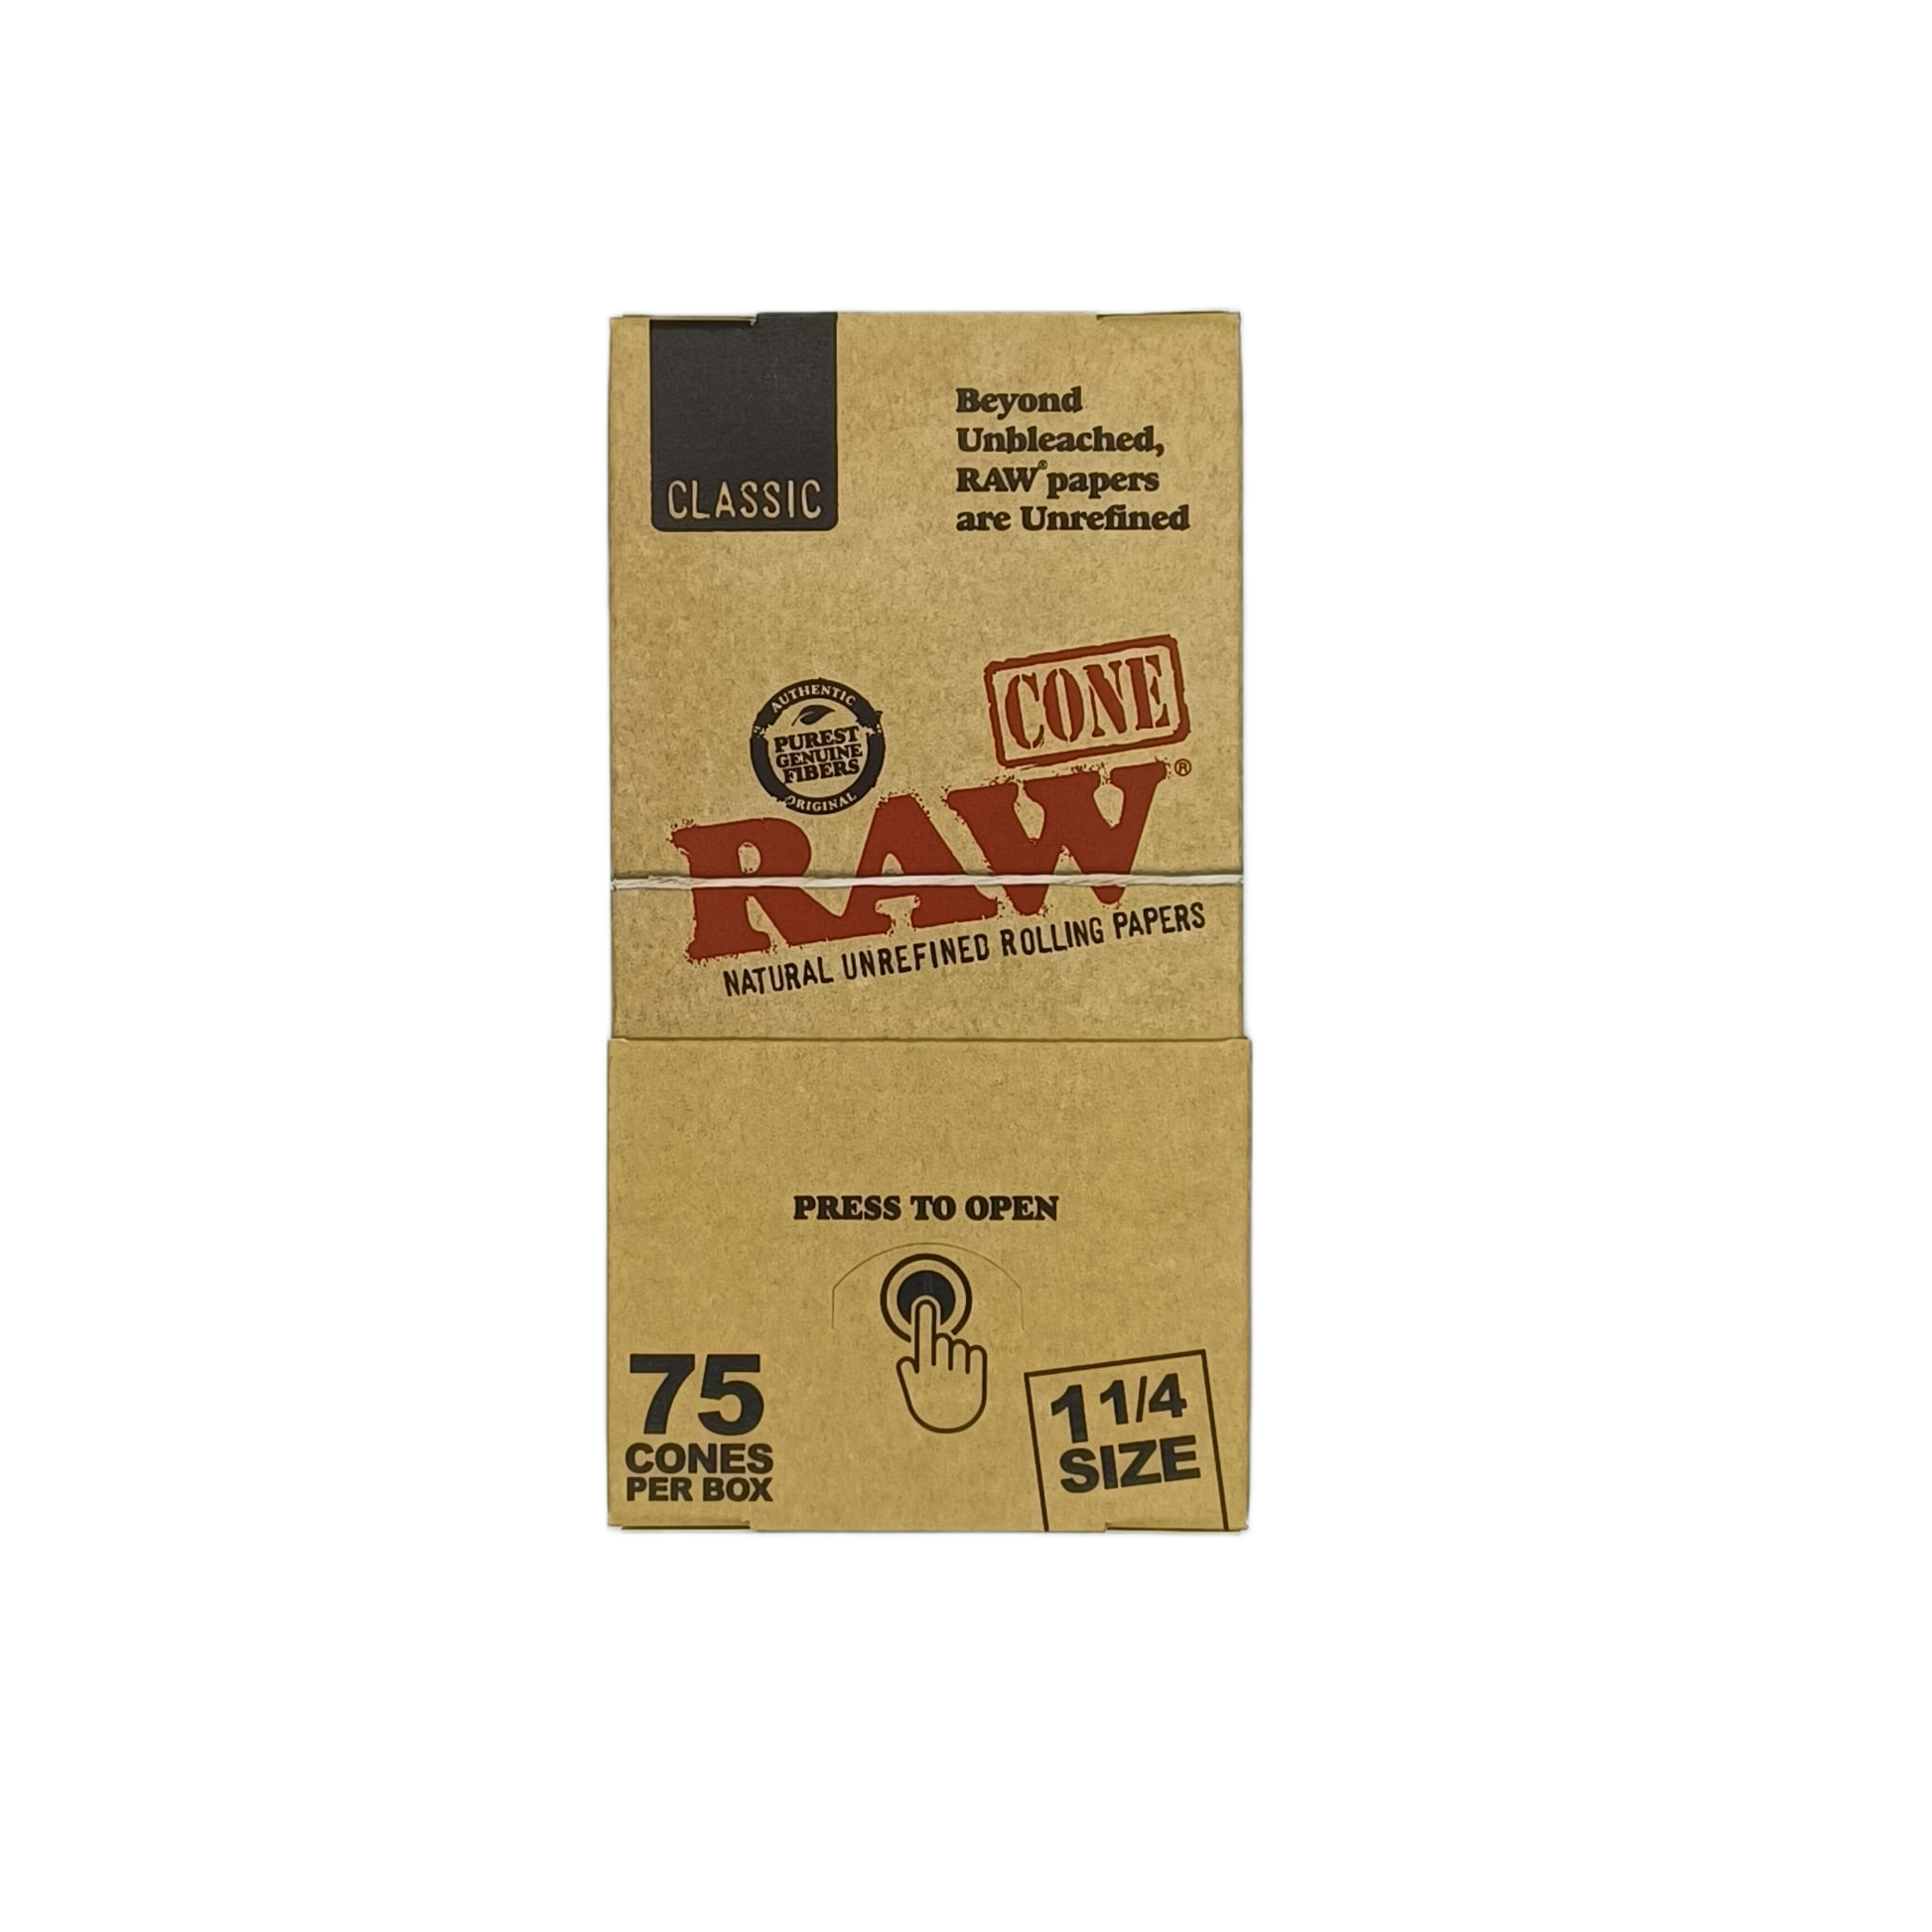 CLASSIC
Beyond
Unbleached,
RAW® papers
are Unrefined
CONE
AUTHENTIC
PUREST
GENUINE
FIBERS
ORIGINAL
RAW®
NATURAL UNREFINED ROLLING PAPERS
PRESS TO OPEN
75
CONES
PER BOX
1 1/4
SIZE